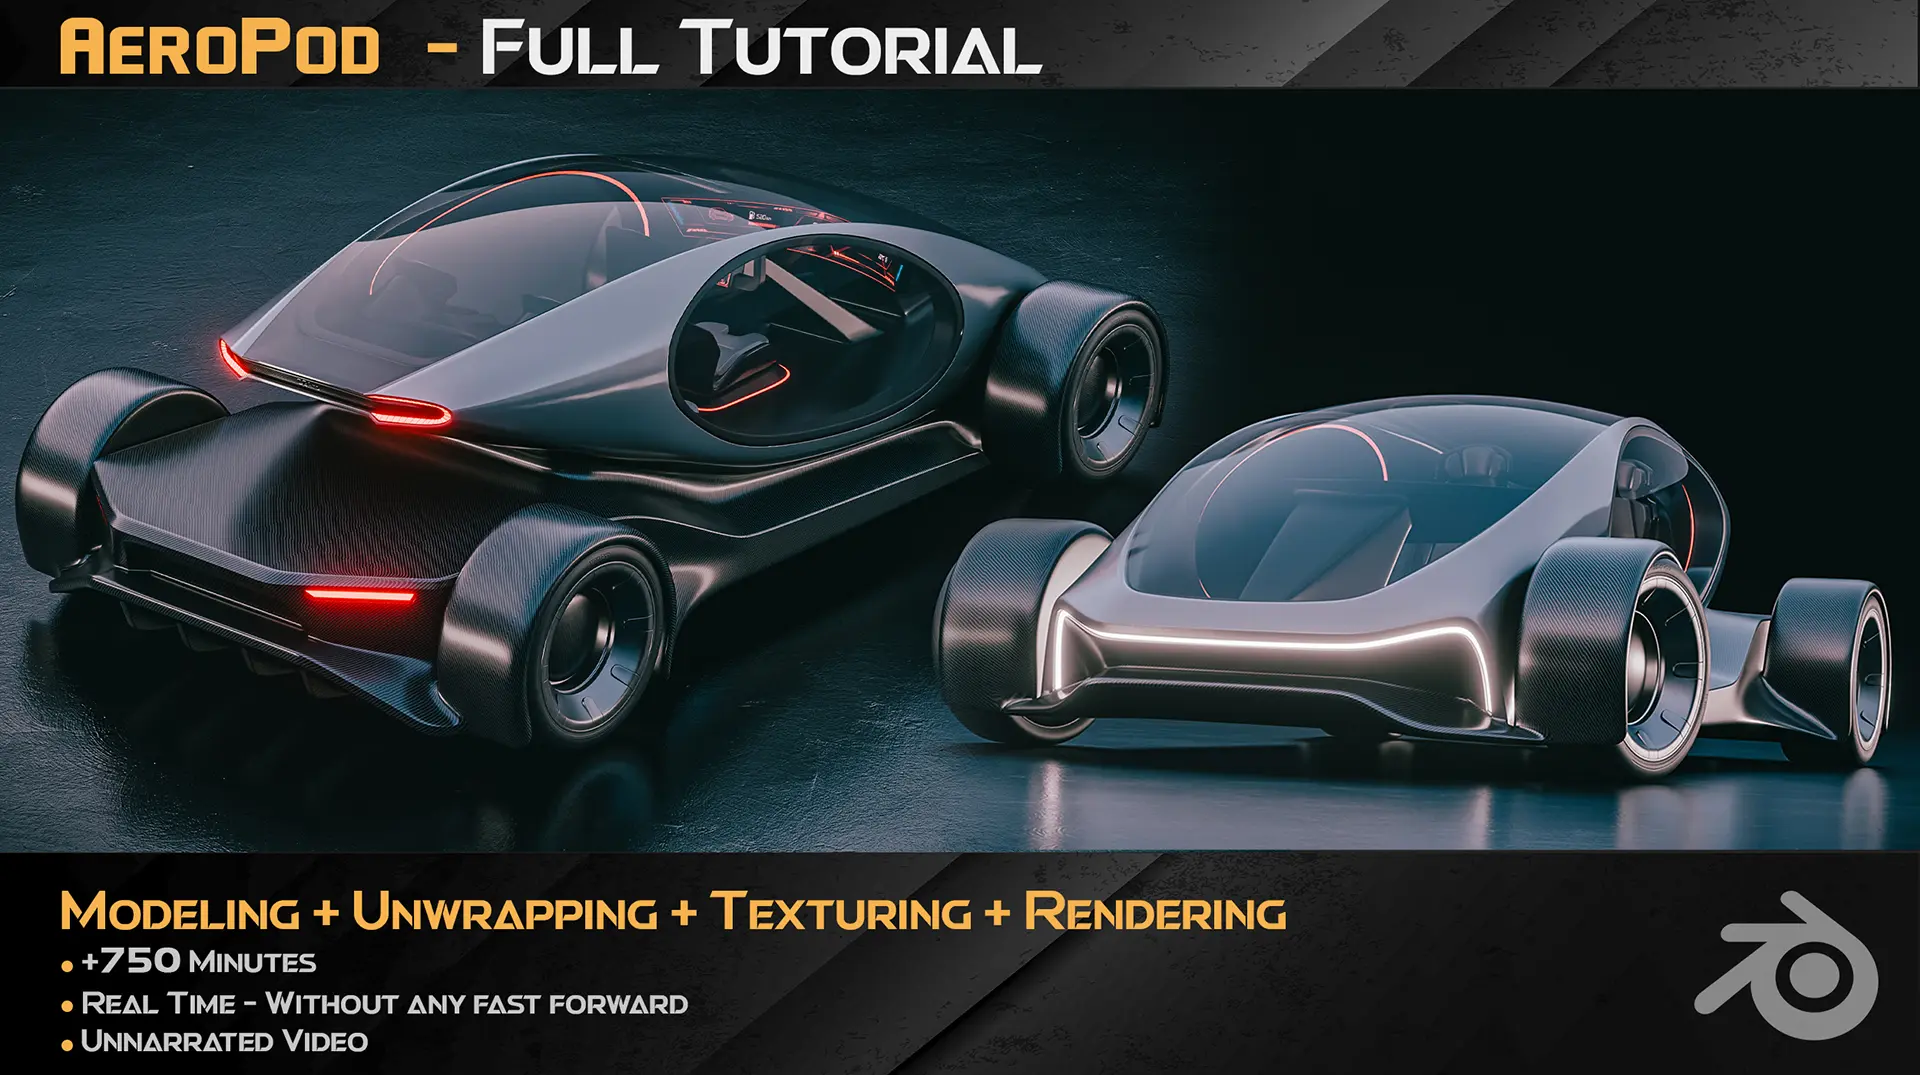 AeroPod - Full Tutorial
Modeling + Unwrapping + Texturing + Rendering
• +750 Minutes
• Real Time - Without any fast forward
• Unnarrated Video